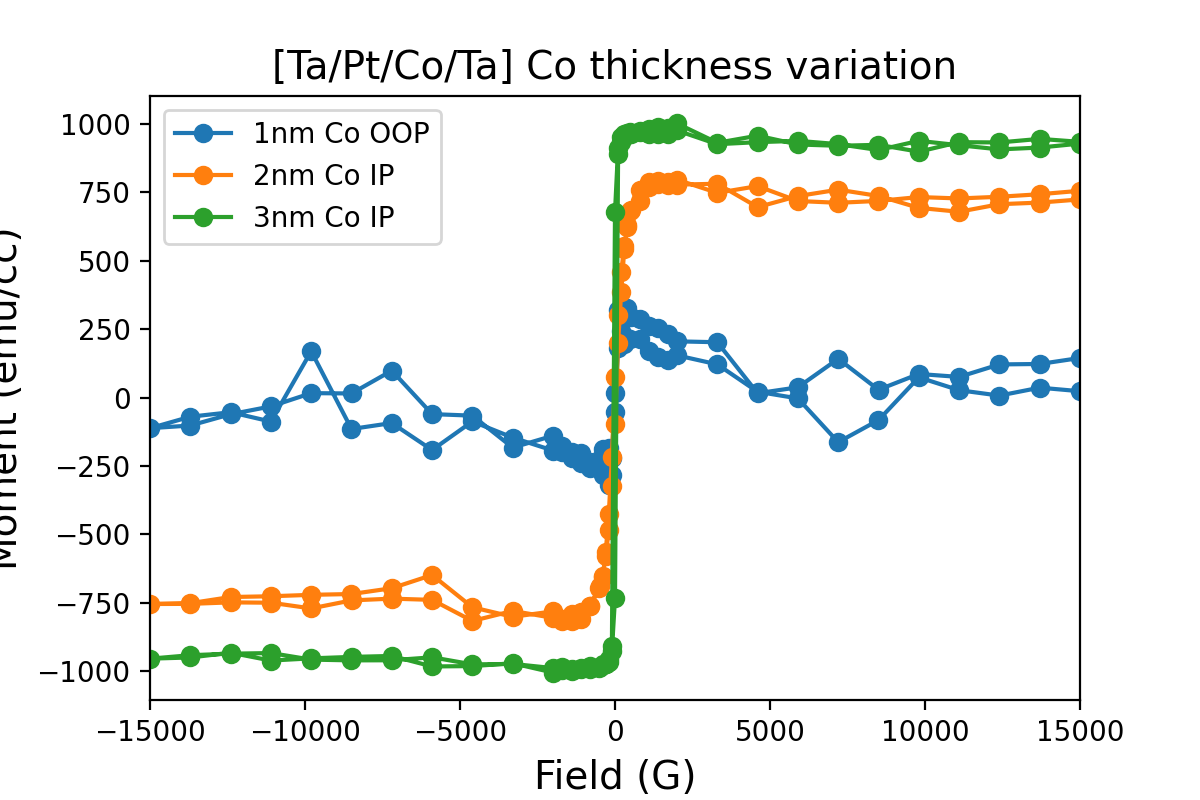 [Ta/Pt/Co/Ta] Co thickness variation
1nm Co OOP
2nm Co IP
3nm Co IP
1000
750
500
250
0
−250
−500
−750
−1000
Moment (emu/cc)
−15000 −10000 −5000 0 5000 10000 15000
Field (G)